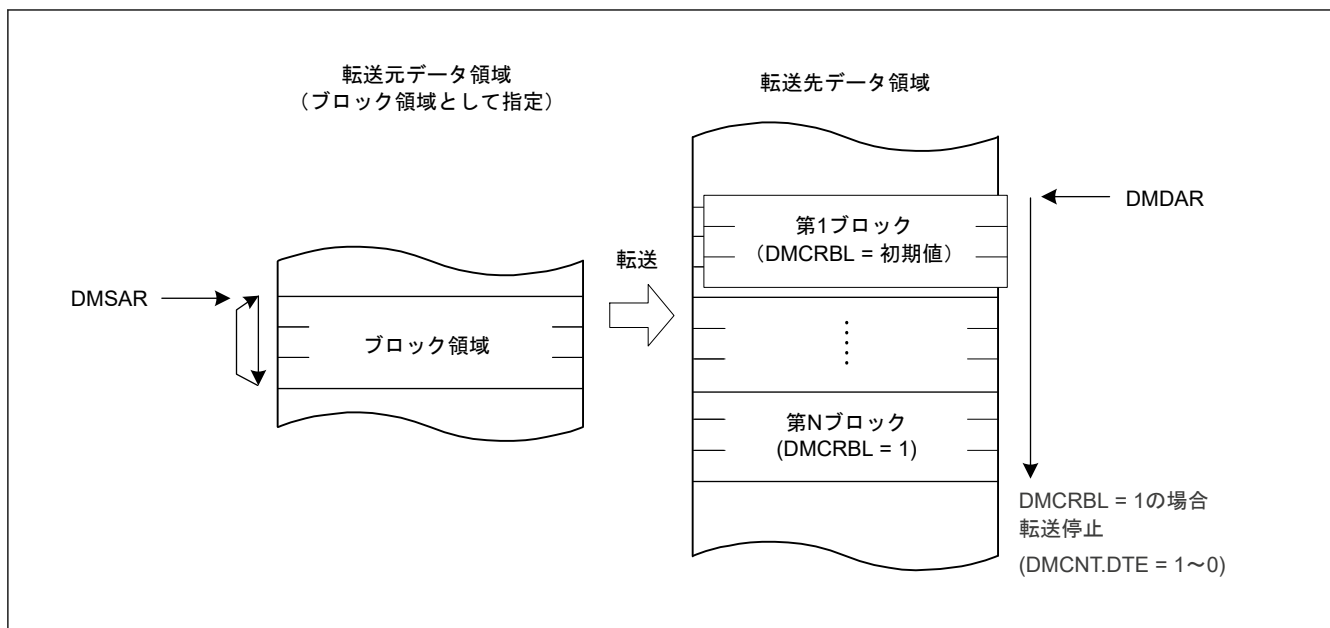 転送元データ領域
（ブロック領域として指定）
転送先データ領域
DMSAR
ブロック領域
転送
第1ブロック
（DMCRBL = 初期値）
DMDAR
第Nブロック
(DMCRBL = 1)
DMCRBL = 1の場合
転送停止
(DMCNT.DTE = 1～0)